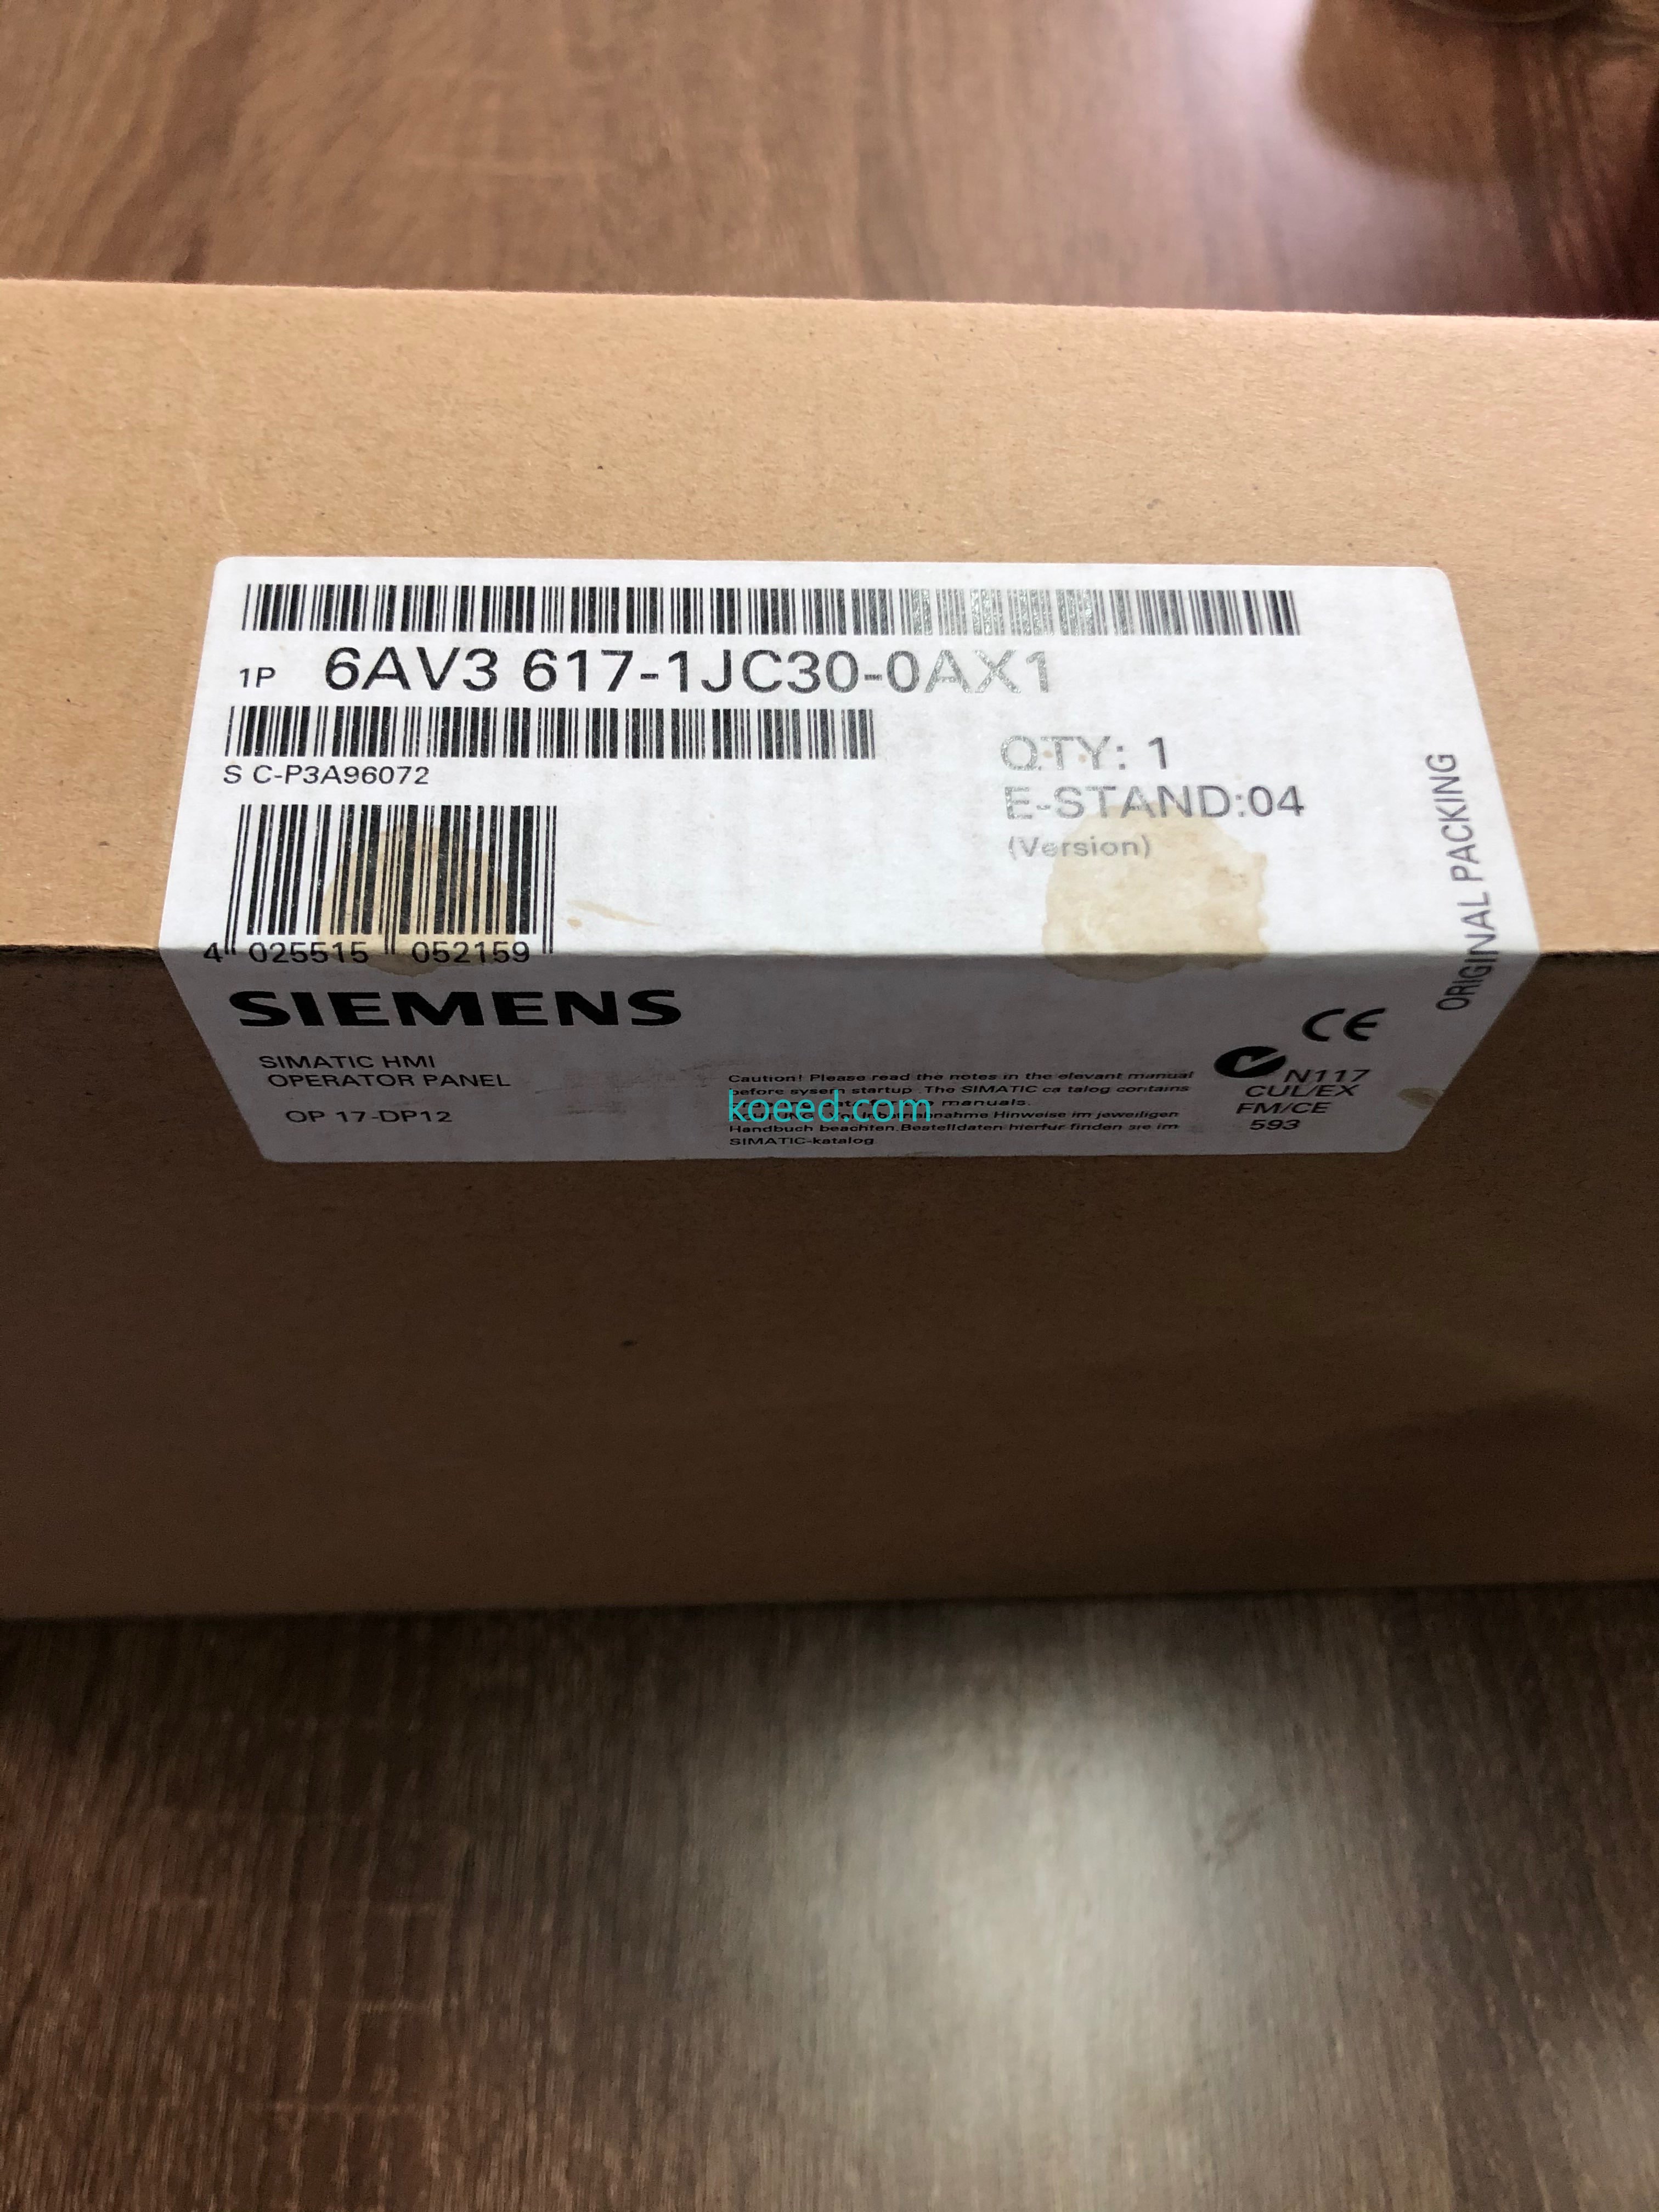 1P 6AV3 617-1JC30-0AX1
S C-P3A96072
QTY: 1
E-STAND:04
(Version)
4 025515 052159
ORIGINAL PACKING
SIEMENS
SIMATIC HMI
OPERATOR PANEL
OP 17-DP12
Caution! Please read the notes in the elevant manual
before sysem startup. The SIMATIC ca talog contains
manuals.
koeed.com
Hinweise im jeweiligen
Handbuch beachten.Bestelldaten hierfur finden sie im
SIMATIC-katalog
CE
N117
CUL/EX
FM/CE
593